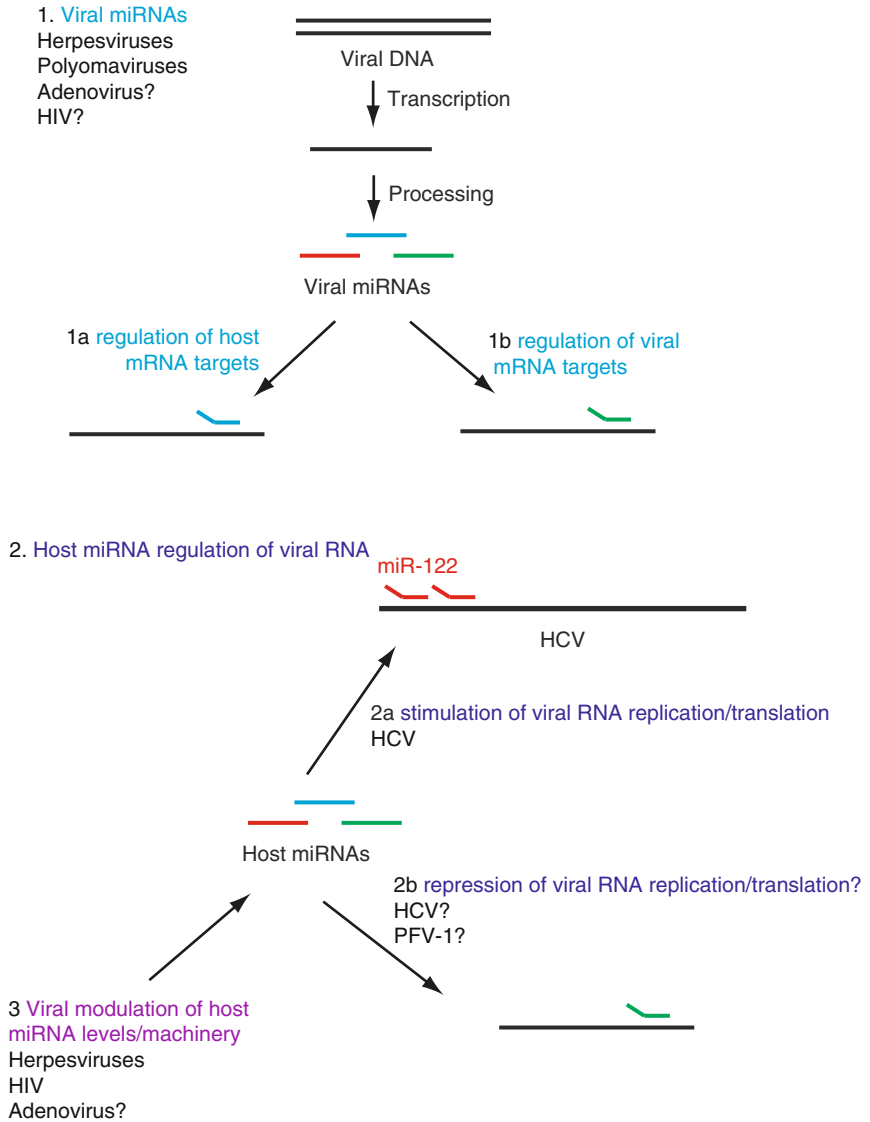 1. Viral miRNAs
Herpesviruses
Polyomaviruses
Adenovirus?
HIV?
Viral DNA
Transcription
Processing
Viral miRNAs
1a regulation of host
mRNA targets
1b regulation of viral
mRNA targets
2. Host miRNA regulation of viral RNA
miR-122
HCV
2a stimulation of viral RNA replication/translation
HCV
Host miRNAs
2b repression of viral RNA replication/translation?
HCV?
PFV-1?
3 Viral modulation of host
miRNA levels/machinery
Herpesviruses
HIV
Adenovirus?